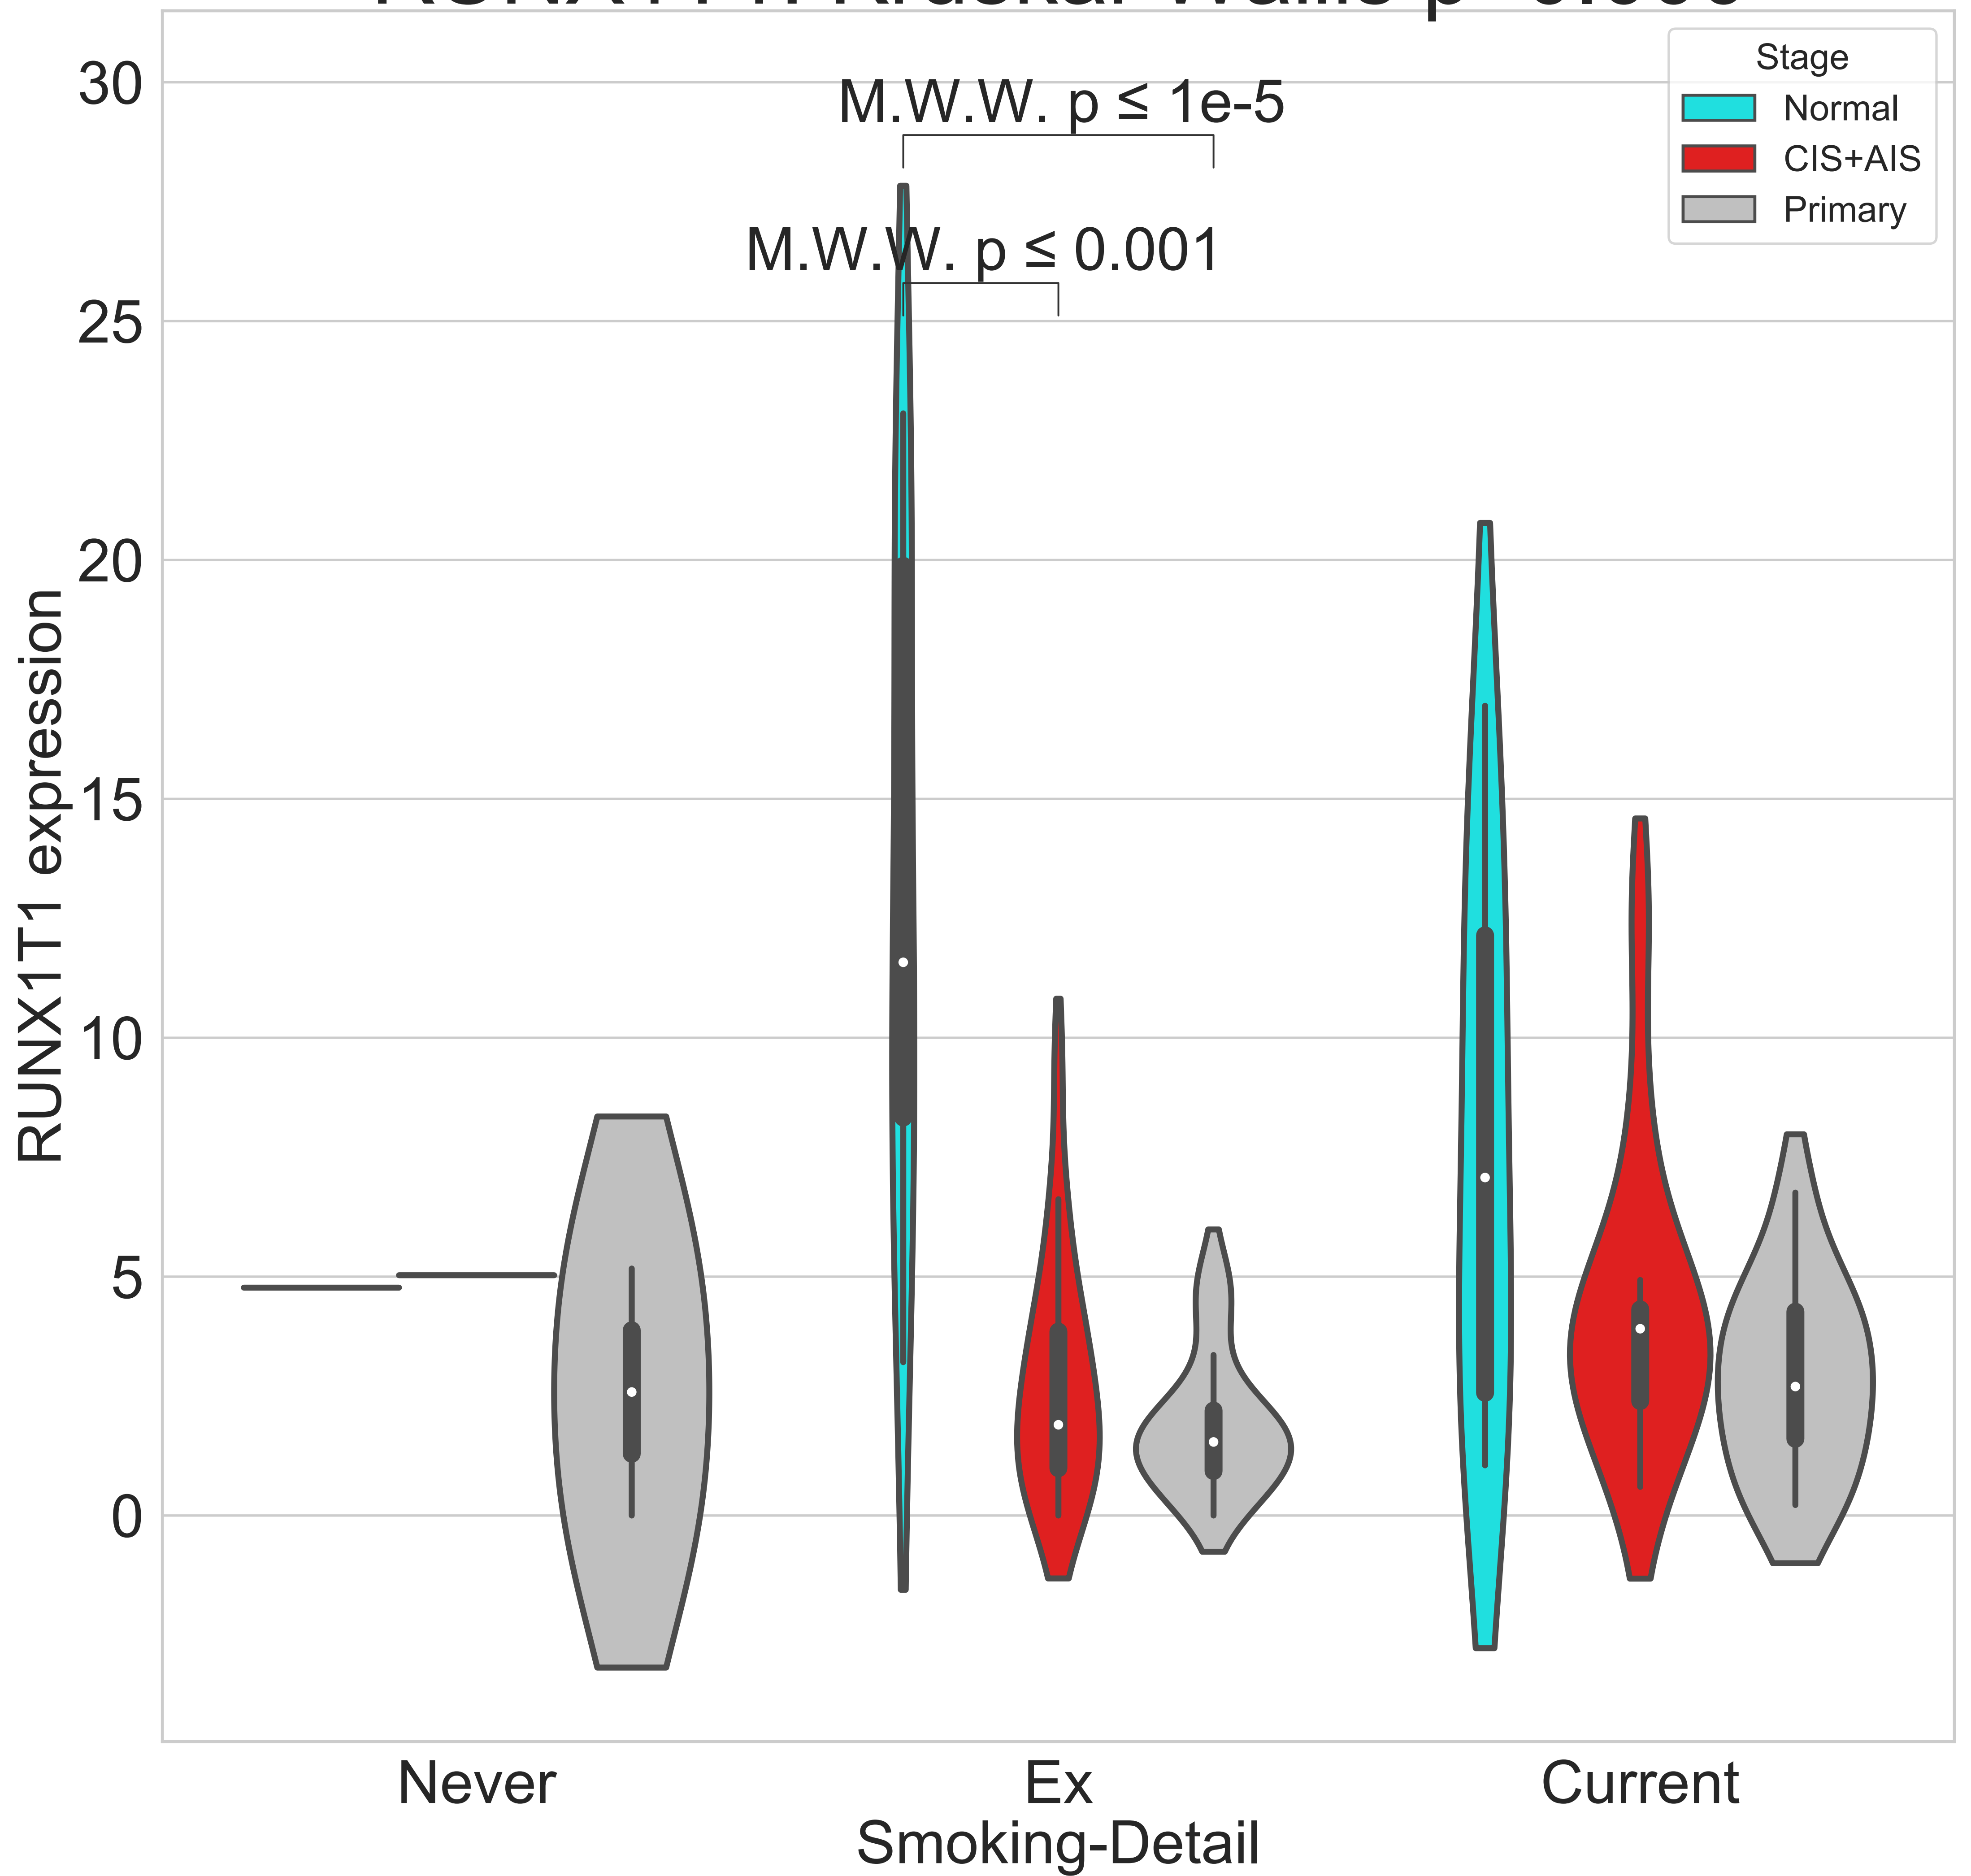 30
25
20
15
10
5
0
RUNX1T1 expression
M.W.W. p ≤ 1e-5
M.W.W. p ≤ 0.001
Stage
Normal
CIS+AIS
Primary
Never
Ex
Current
Smoking-Detail